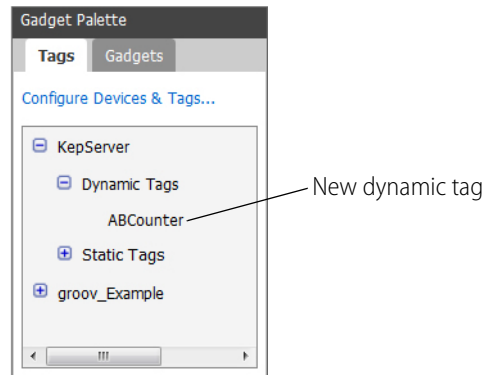 Gadget Palette
Tags Gadgets
Configure Devices & Tags...
KepServer
Dynamic Tags
ABCounter
New dynamic tag
Static Tags
groov_Example